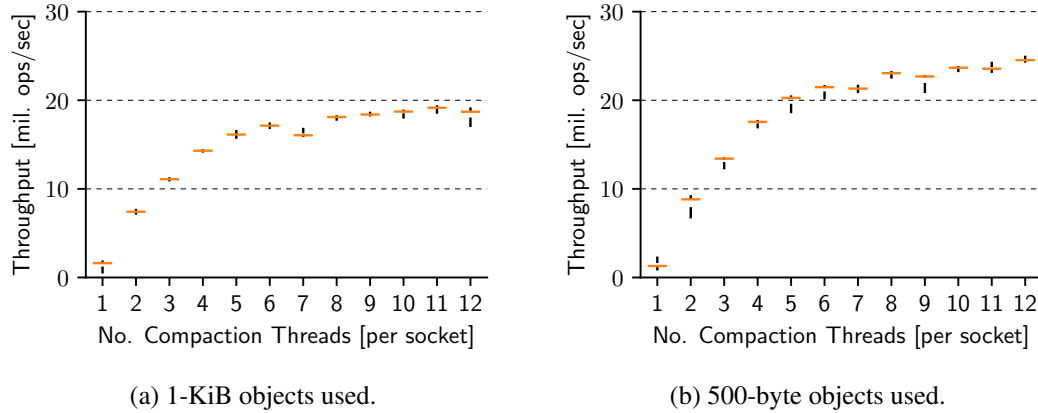 30
20
10
0
Throughput [mil. ops/sec]
1 2 3 4 5 6 7 8 9 10 11 12
No. Compaction Threads [per socket]
(a) 1-KiB objects used.
30
20
10
0
Throughput [mil. ops/sec]
1 2 3 4 5 6 7 8 9 10 11 12
No. Compaction Threads [per socket]
(b) 500-byte objects used.